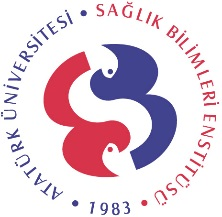 ATATÜRK ÜNİVERSİTESİ • SAĞLIK BİLİMLERİ ENSTİTÜSÜ
• 1983 •